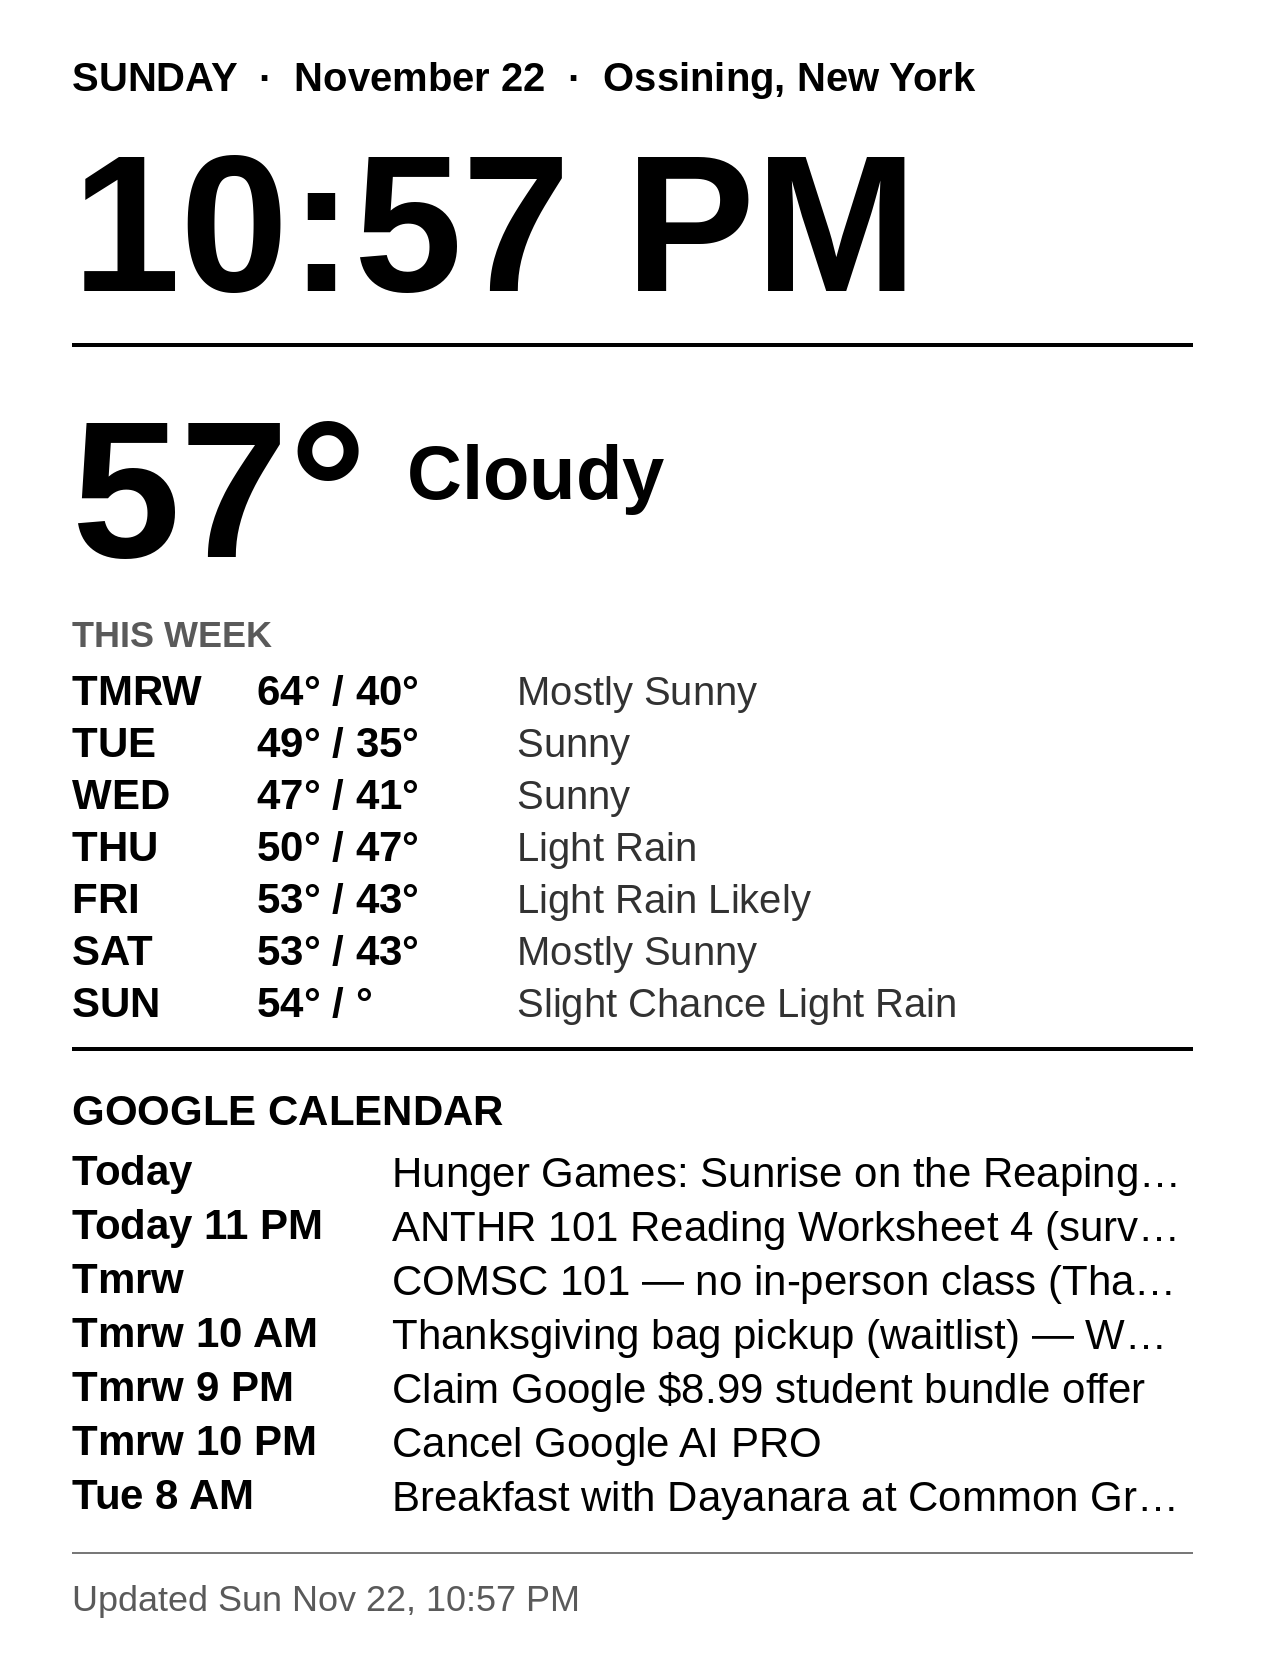 SUNDAY · November 22 · Ossining, New York
10:57 PM
57° Cloudy
THIS WEEK
TMRW 64° / 40° Mostly Sunny
TUE 49° / 35° Sunny
WED 47° / 41° Sunny
THU 50° / 47° Light Rain
FRI 53° / 43° Light Rain Likely
SAT 53° / 43° Mostly Sunny
SUN 54° / ° Slight Chance Light Rain
GOOGLE CALENDAR
Today Hunger Games: Sunrise on the Reaping…
Today 11 PM ANTHR 101 Reading Worksheet 4 (surv…
Tmrw COMSC 101 — no in-person class (Tha…
Tmrw 10 AM Thanksgiving bag pickup (waitlist) — W…
Tmrw 9 PM Claim Google $8.99 student bundle offer
Tmrw 10 PM Cancel Google AI PRO
Tue 8 AM Breakfast with Dayanara at Common Gr…
Updated Sun Nov 22, 10:57 PM